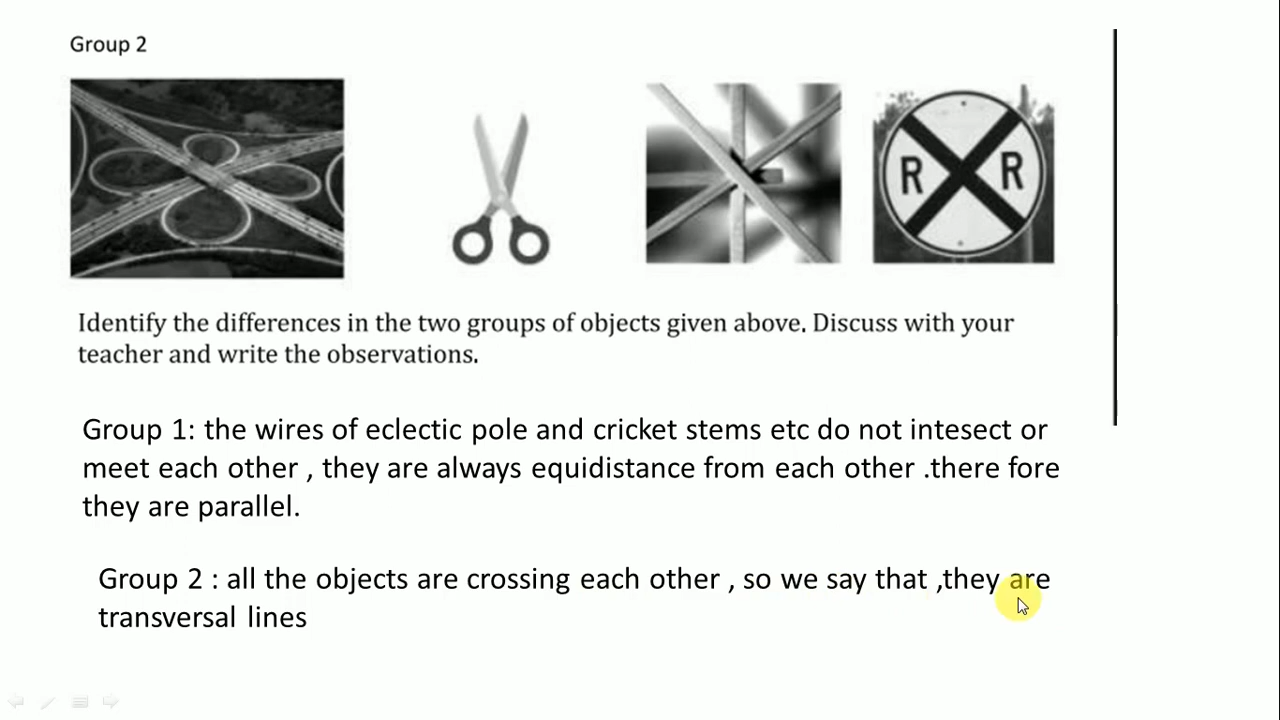 Group 2
R R
Identify the differences in the two groups of objects given above. Discuss with your
teacher and write the observations.
Group 1: the wires of eclectic pole and cricket stems etc do not intesect or
meet each other , they are always equidistance from each other .there fore
they are parallel.
Group 2 : all the objects are crossing each other , so we say that ,they are
transversal lines